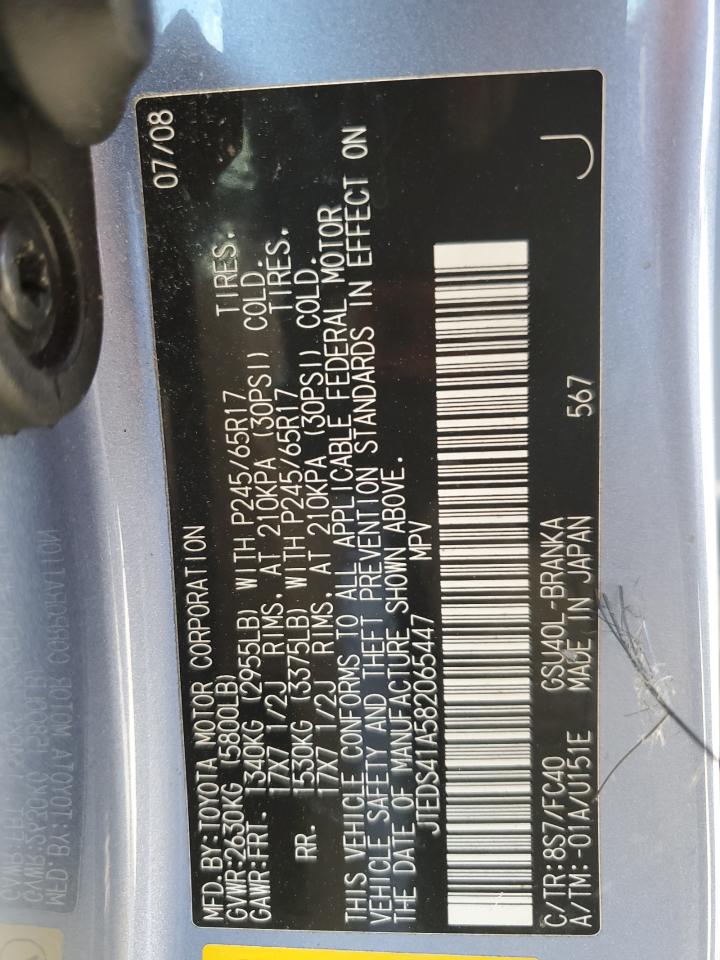 MFD. BY: TOYOTA MOTOR CORPORATION 07/08
GVWR: 2630KG (5800LB)
GAWR: FRT. 1340KG (2955LB) WITH P245/65R17 TIRES.
17X7 1/2J RIMS. AT 210KPA (30PSI) COLD.
RR. 1530KG (3375LB) WITH P245/65R17 TIRES.
17X7 1/2J RIMS. AT 210KPA (30PSI) COLD.
THIS VEHICLE CONFORMS TO ALL APPLICABLE FEDERAL MOTOR
VEHICLE SAFETY AND THEFT PREVENTION STANDARDS IN EFFECT ON
THE DATE OF MANUFACTURE SHOWN ABOVE.
JTEDS41A582065447 MPV
C/TR: 8S7/FC40 GSU40L-BRANKA 567 J
A/TM: -01A/U151E MADE IN JAPAN